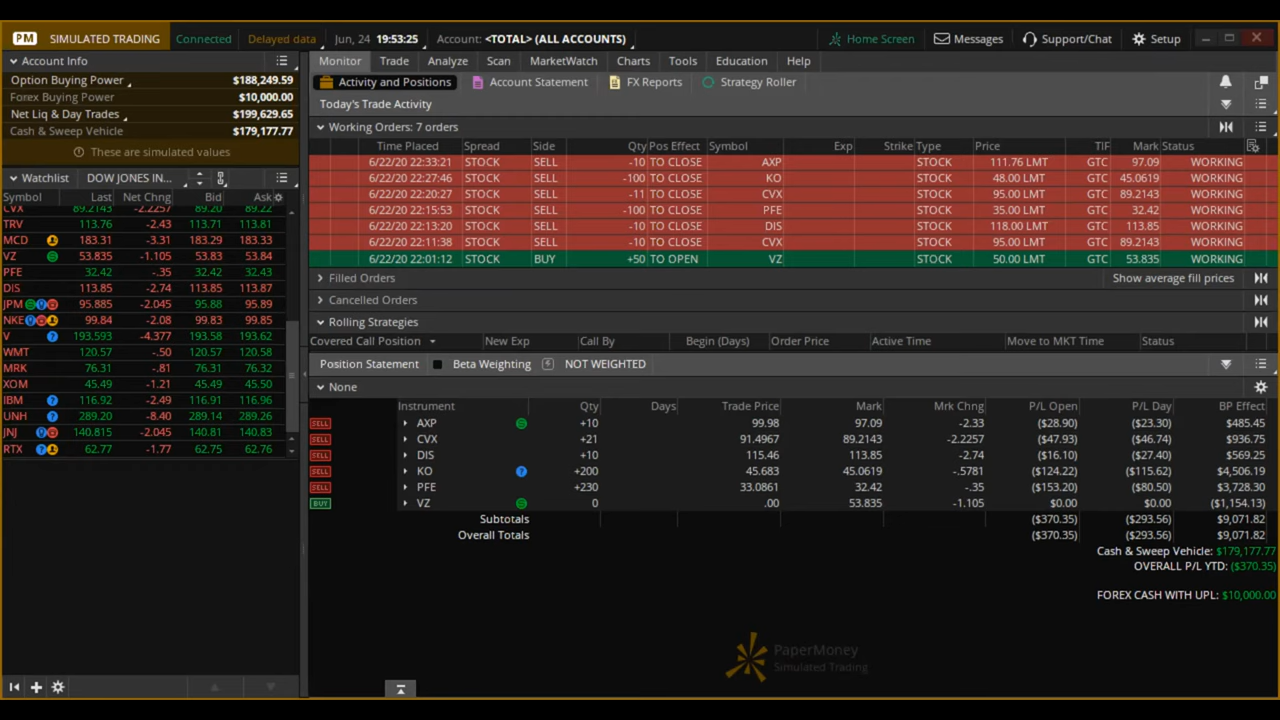 PM SIMULATED TRADING Connected Delayed data Jun, 24 19:53:25 Account: <TOTAL> (ALL ACCOUNTS) Home Screen Messages Support/Chat Setup
Account Info
Option Buying Power $188,249.59
Forex Buying Power $10,000.00
Net Liq & Day Trades $199,629.65
Cash & Sweep Vehicle $179,177.77
These are simulated values
Watchlist DOW JONES IN...
Symbol Last Net Chng Bid Ask
CVX 89.2143 -2.2257 89.20 89.22
TRV 113.76 -2.43 113.71 113.81
MCD 183.31 -3.31 183.29 183.33
VZ 53.835 -1.105 53.83 53.84
PFE 32.42 -.35 32.42 32.43
DIS 113.85 -2.74 113.85 113.87
JPM 95.885 -2.045 95.88 95.89
NKE 99.84 -2.08 99.83 99.85
V 193.593 -4.377 193.58 193.62
WMT 120.57 -.50 120.57 120.58
MRK 76.31 -.81 76.31 76.32
XOM 45.49 -1.21 45.49 45.50
IBM 116.92 -2.49 116.91 116.96
UNH 289.20 -8.40 289.14 289.26
JNJ 140.815 -2.045 140.81 140.83
RTX 62.77 -1.77 62.75 62.76
Monitor Trade Analyze Scan MarketWatch Charts Tools Education Help
Activity and Positions Account Statement FX Reports Strategy Roller
Today's Trade Activity
Working Orders: 7 orders
Time Placed Spread Side Qty Pos Effect Symbol Exp Strike Type Price TIF Mark Status
6/22/20 22:33:21 STOCK SELL -10 TO CLOSE AXP STOCK 111.76 LMT GTC 97.09 WORKING
6/22/20 22:27:46 STOCK SELL -100 TO CLOSE KO STOCK 48.00 LMT GTC 45.0619 WORKING
6/22/20 22:20:27 STOCK SELL -11 TO CLOSE CVX STOCK 95.00 LMT GTC 89.2143 WORKING
6/22/20 22:15:53 STOCK SELL -100 TO CLOSE PFE STOCK 35.00 LMT GTC 32.42 WORKING
6/22/20 22:13:20 STOCK SELL -10 TO CLOSE DIS STOCK 118.00 LMT GTC 113.85 WORKING
6/22/20 22:11:38 STOCK SELL -10 TO CLOSE CVX STOCK 95.00 LMT GTC 89.2143 WORKING
6/22/20 22:01:12 STOCK BUY +50 TO OPEN VZ STOCK 50.00 LMT GTC 53.835 WORKING
Filled Orders Show average fill prices
Cancelled Orders
Rolling Strategies
Covered Call Position New Exp Call By Begin (Days) Order Price Active Time Move to MKT Time Status
Position Statement Beta Weighting NOT WEIGHTED
None
Instrument Qty Days Trade Price Mark Mrk Chng P/L Open P/L Day BP Effect
SELL AXP +10 99.98 97.09 -2.33 ($28.90) ($23.30) $485.45
SELL CVX +21 91.4967 89.2143 -2.2257 ($47.93) ($46.74) $936.75
SELL DIS +10 115.46 113.85 -2.74 ($16.10) ($27.40) $569.25
SELL KO +200 45.683 45.0619 -.5781 ($124.22) ($115.62) $4,506.19
SELL PFE +230 33.0861 32.42 -.35 ($153.20) ($80.50) $3,728.30
BUY VZ 0 .00 53.835 -1.105 $0.00 $0.00 ($1,154.13)
Subtotals ($370.35) ($293.56) $9,071.82
Overall Totals ($370.35) ($293.56) $9,071.82
Cash & Sweep Vehicle: $179,177.77
OVERALL P/L YTD: ($370.35)
FOREX CASH WITH UPL: $10,000.00
PaperMoney
Simulated Trading